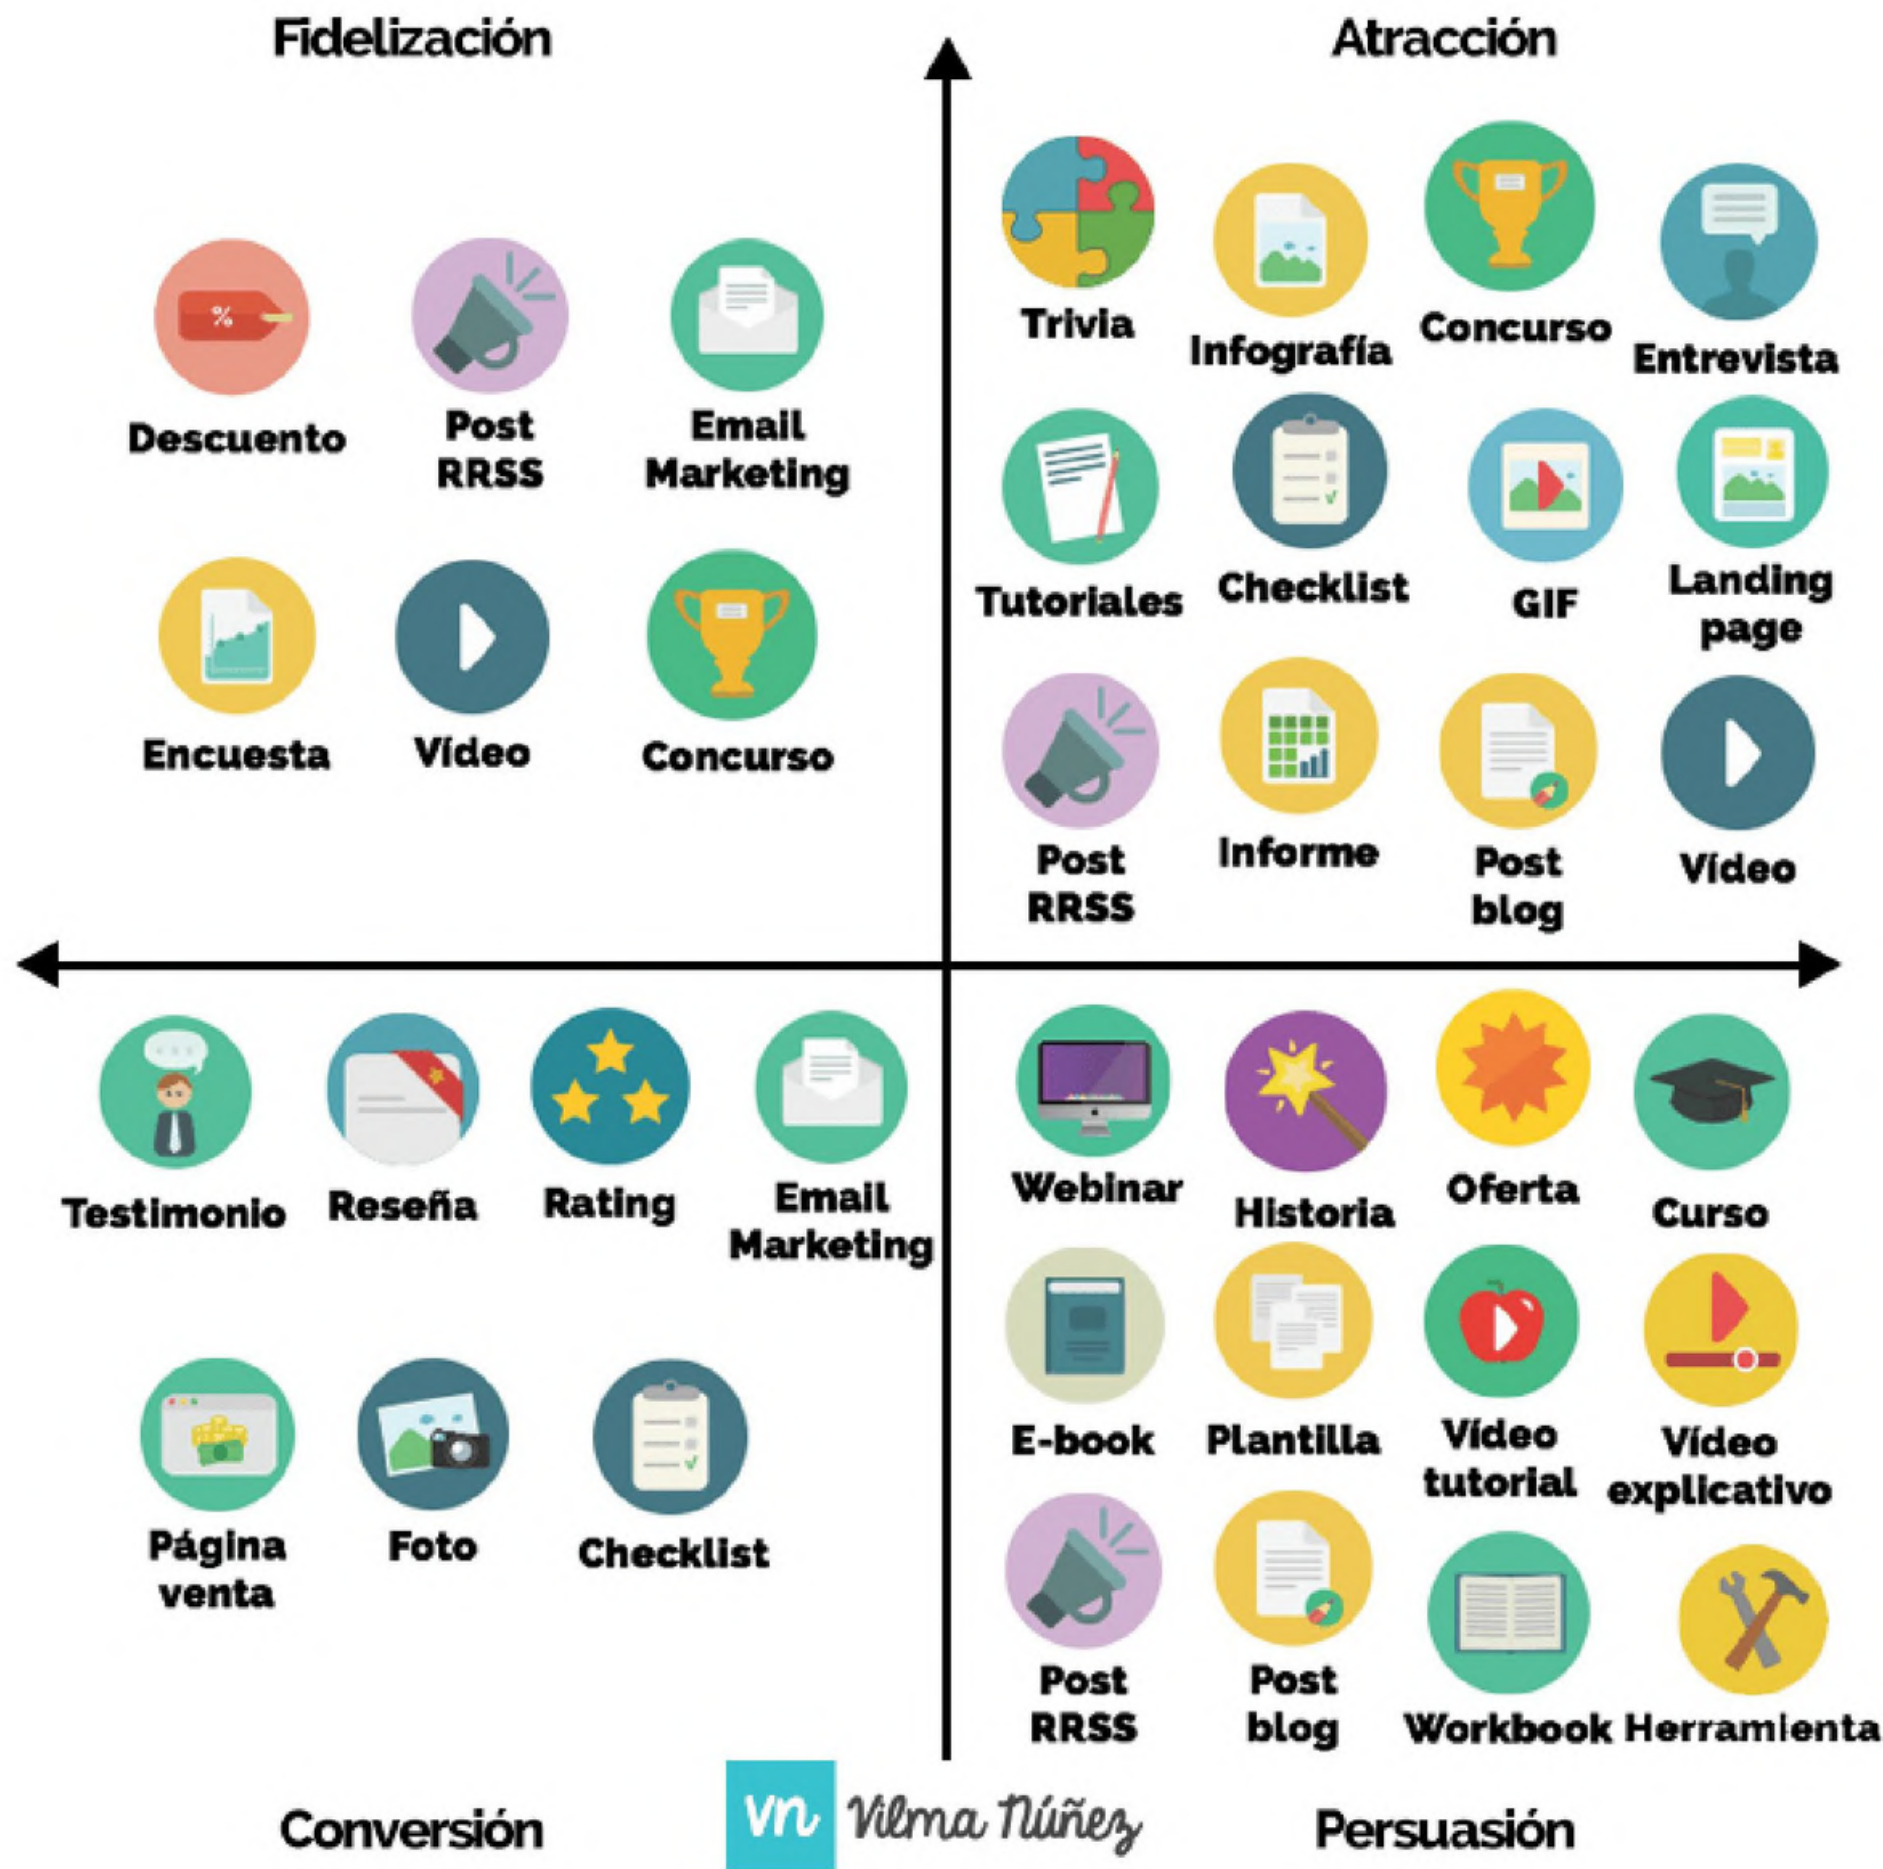 Fidelización
Atracción
%
Descuento
Post
RRSS
Email
Marketing
Encuesta
Vídeo
Concurso
Trivia
Infografía
Concurso
Entrevista
Tutoriales
Checklist
GIF
Landing
page
Post
RRSS
Informe
Post
blog
Vídeo
Testimonio
Reseña
Rating
Email
Marketing
Página
venta
Foto
Checklist
Webinar
Historia
Oferta
Curso
E-book
Plantilla
Vídeo
tutorial
Vídeo
explicativo
Post
RRSS
Post
blog
Workbook
Herramienta
Conversión
vn Vilma Núñez
Persuasión